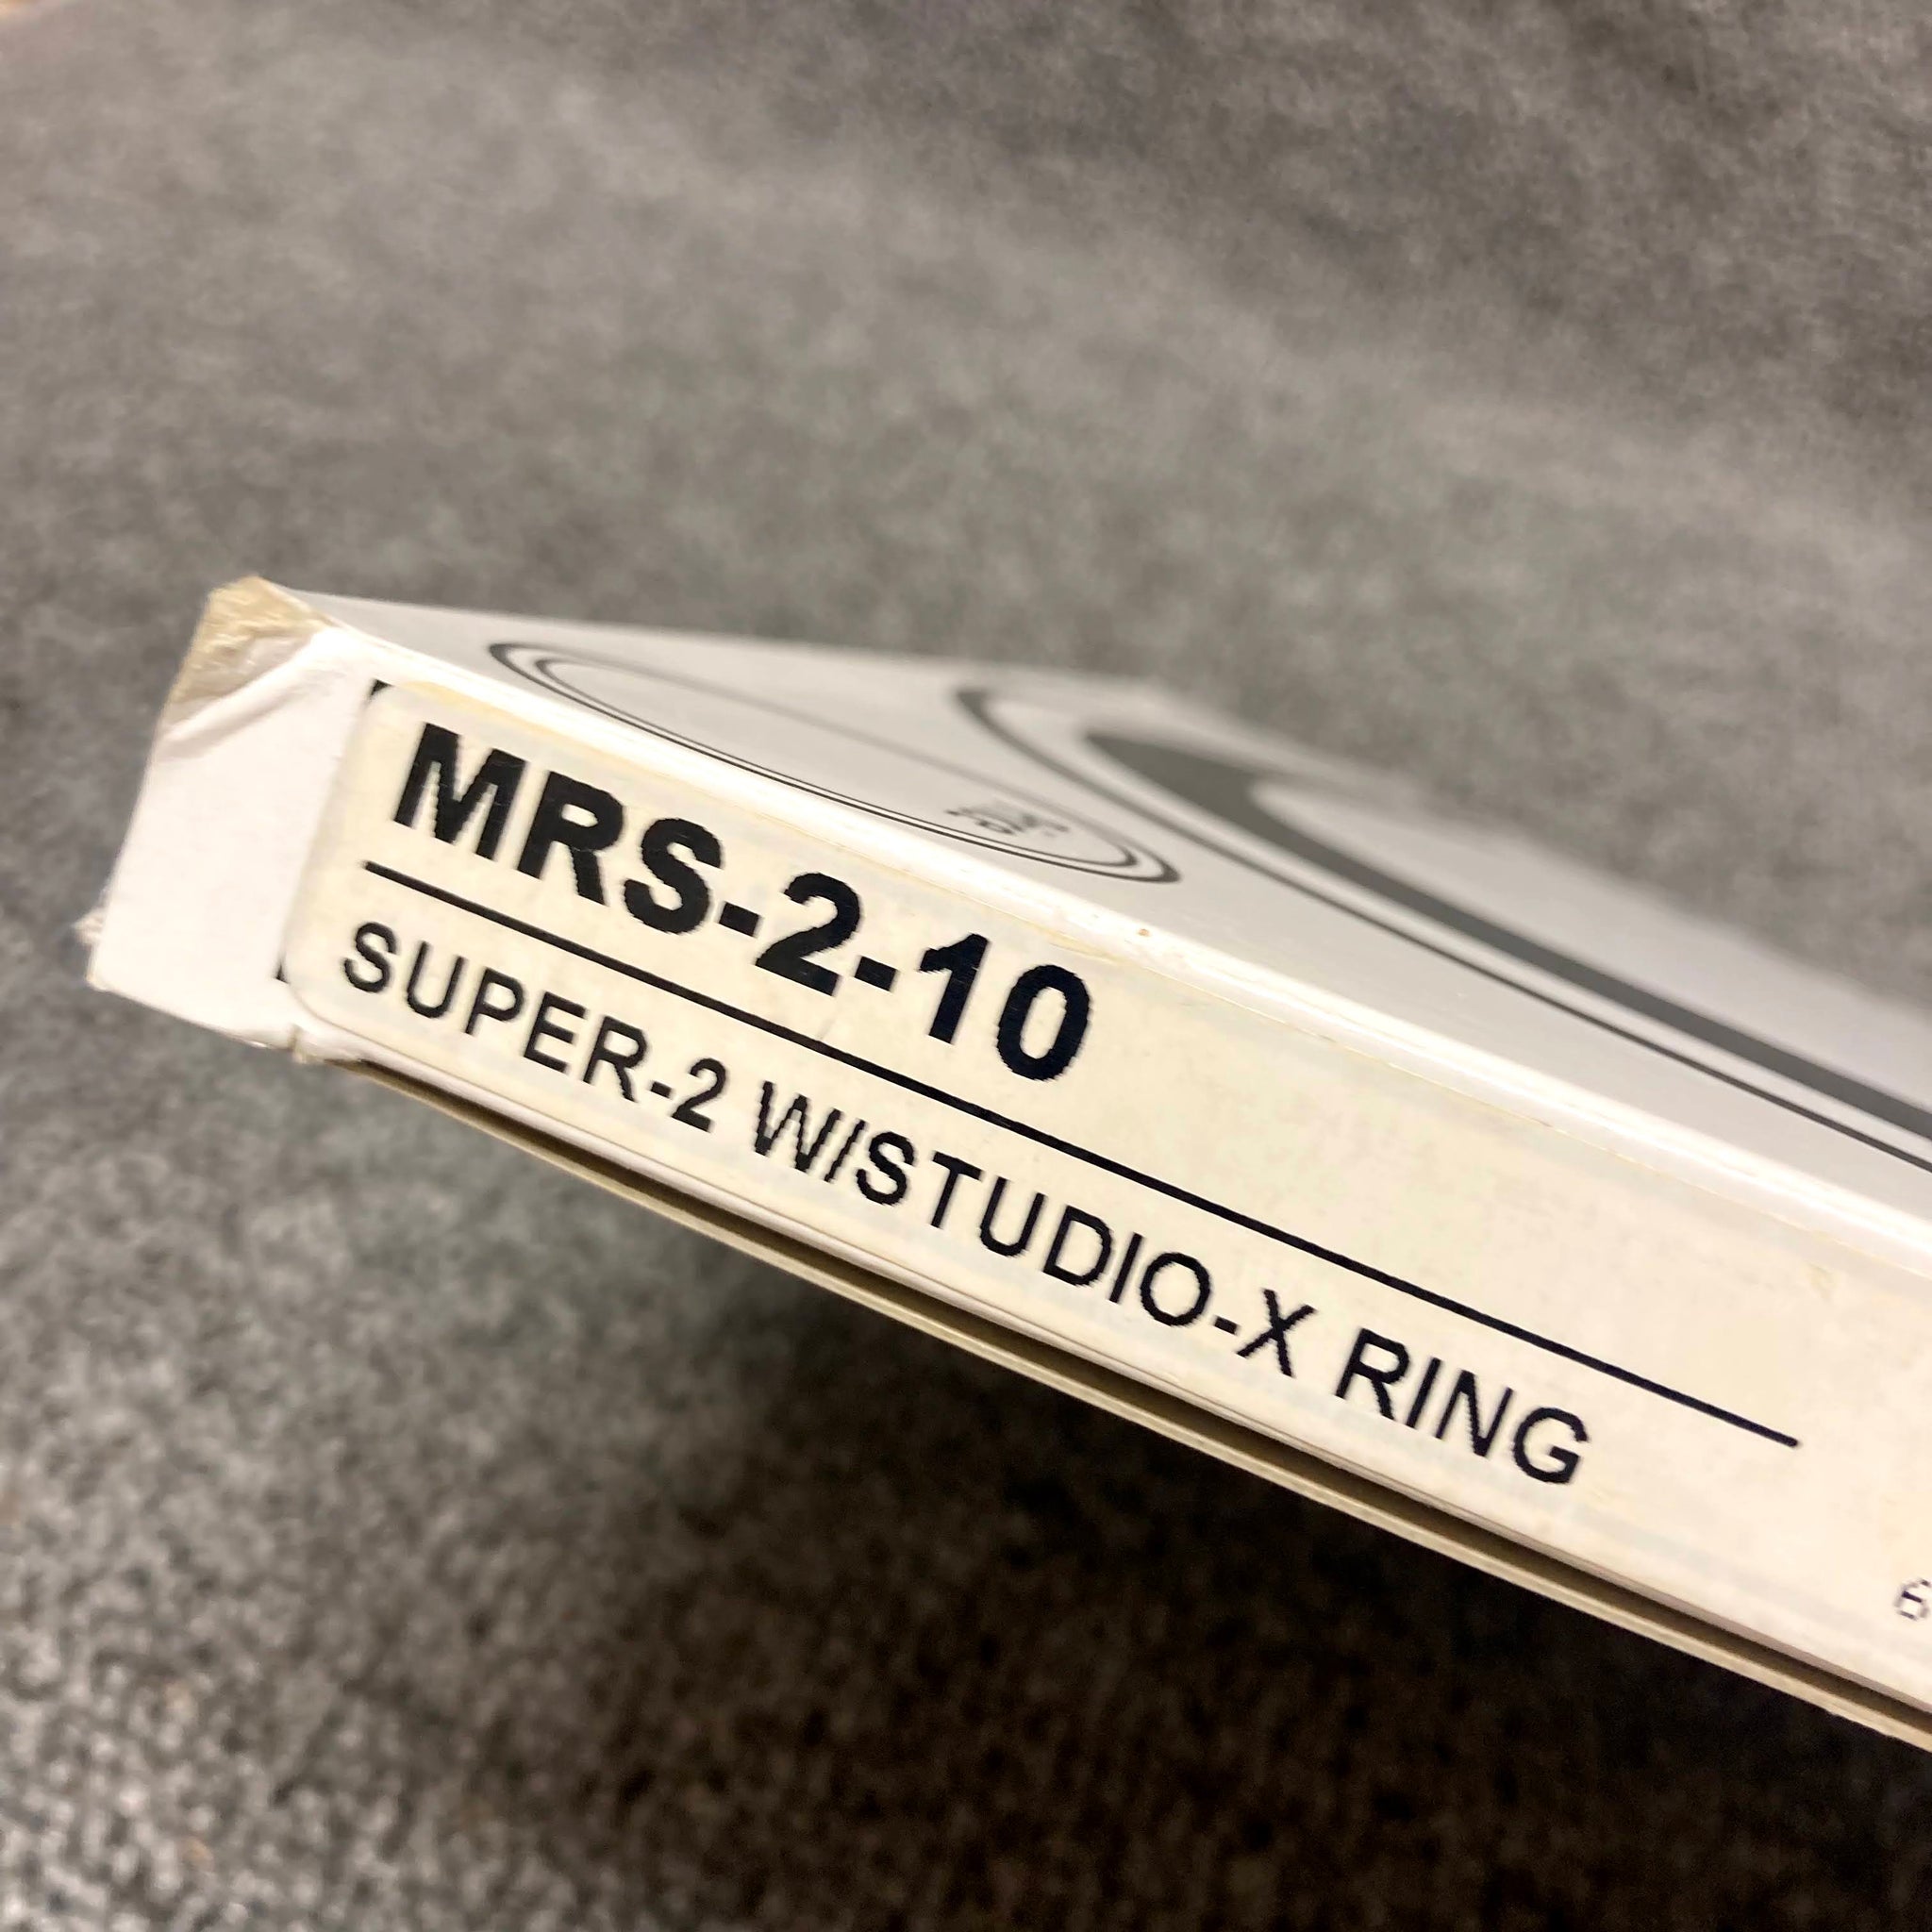 MRS-2-10
SUPER-2 W/STUDIO-X RING